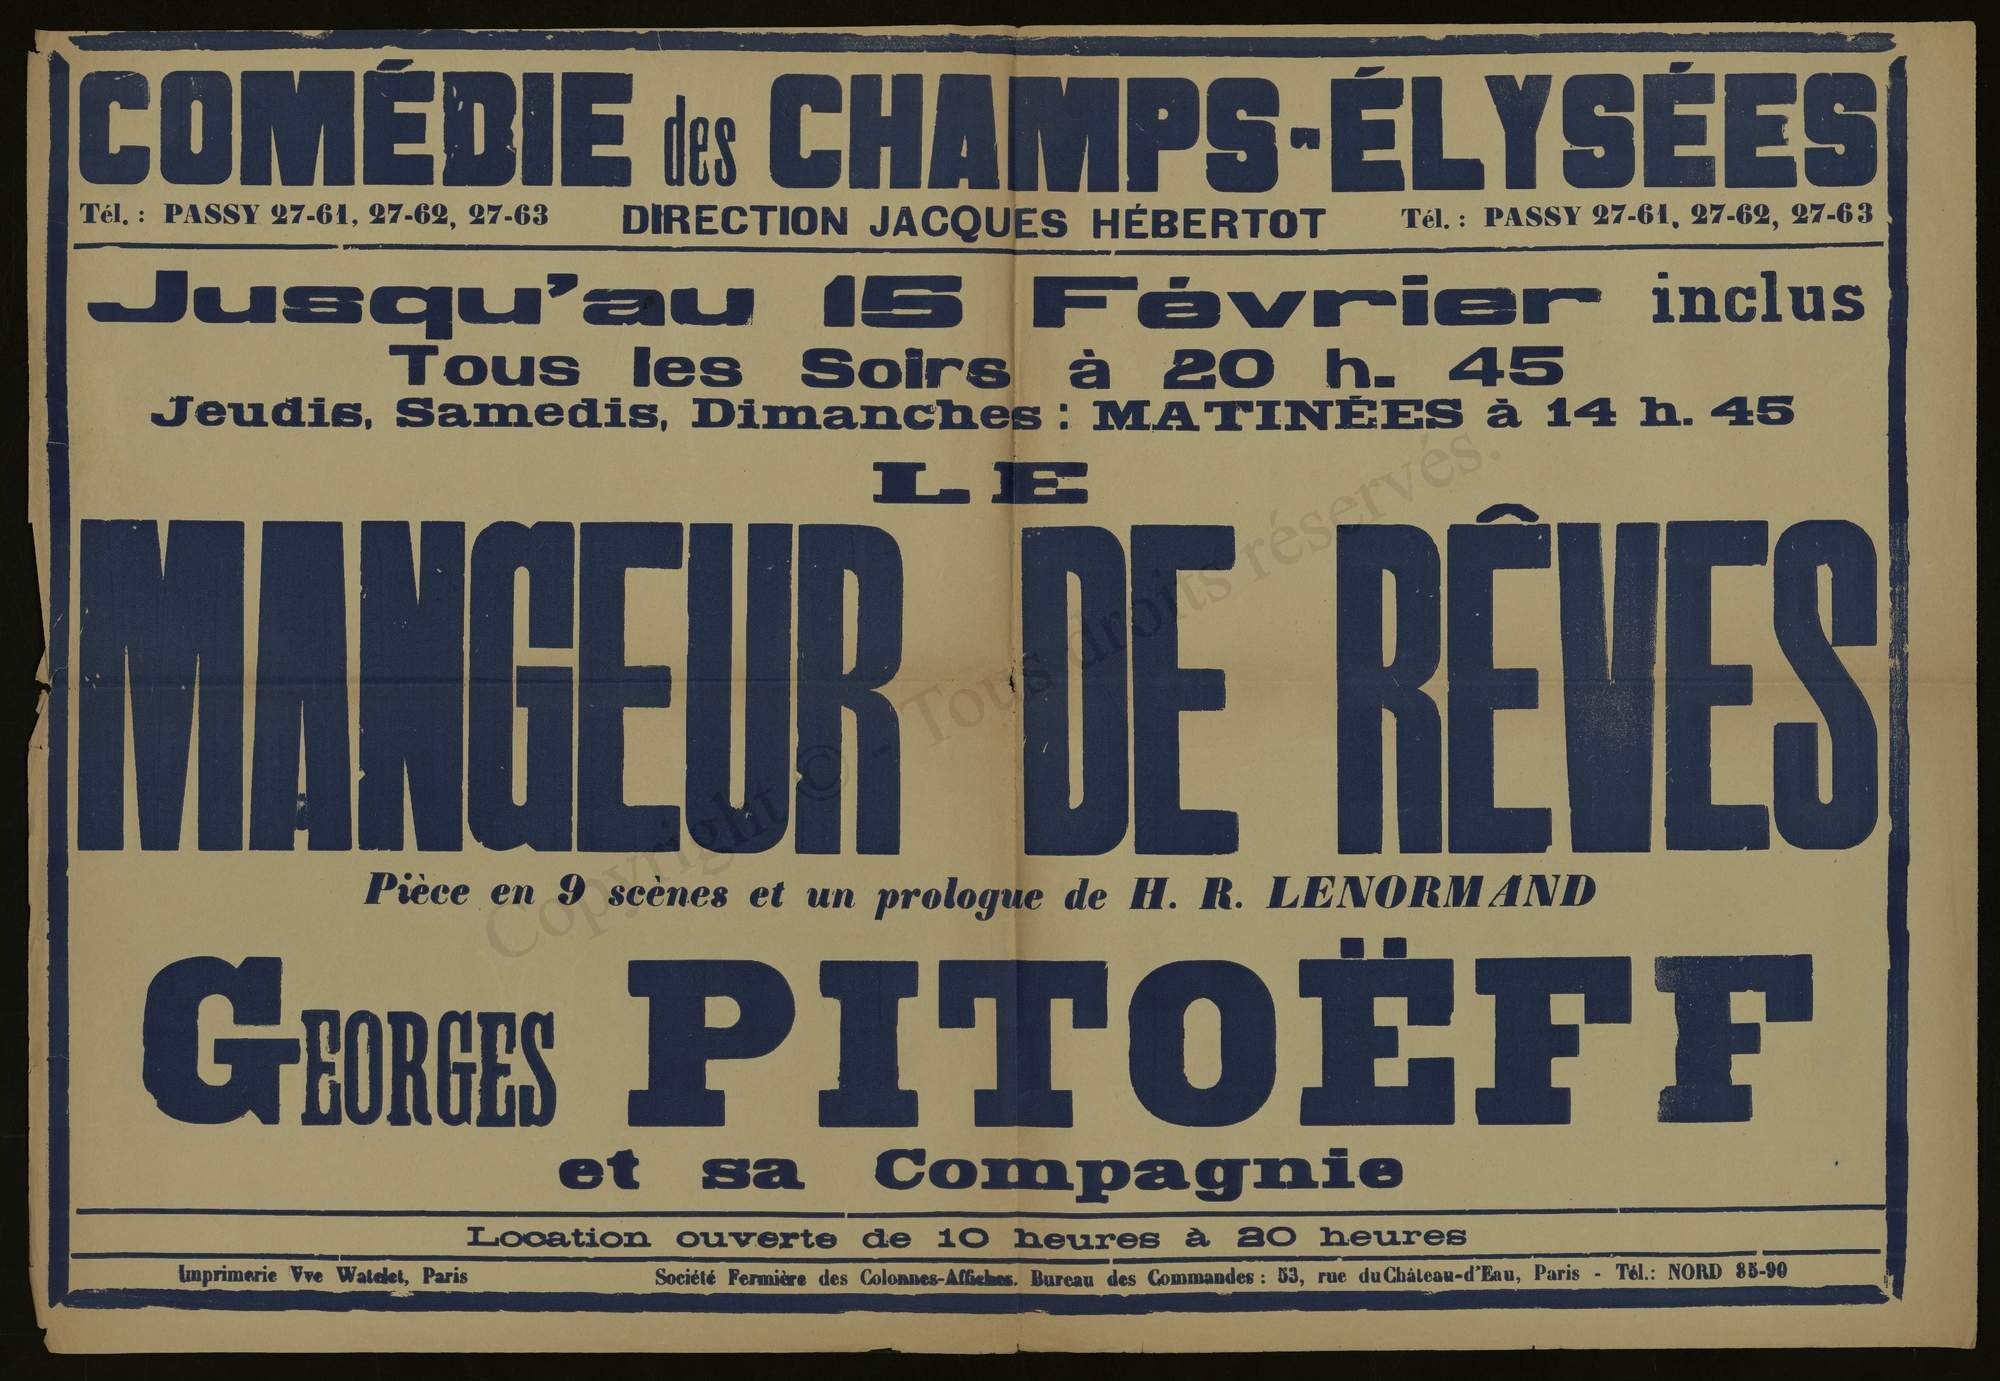 COMÉDIE des CHAMPS-ÉLYSÉES
Tél. : PASSY 27-61, 27-62, 27-63 DIRECTION JACQUES HÉBERTOT Tél. : PASSY 27-61, 27-62, 27-63
Jusqu'au 15 Février inclus
Tous les Soirs à 20 h. 45
Jeudis, Samedis, Dimanches : MATINÉES à 14 h. 45
LE
MANGEUR DE RÊVES
Pièce en 9 scènes et un prologue de H. R. LENORMAND
GEORGES PITOËFF
et sa Compagnie
Location ouverte de 10 heures à 20 heures
Imprimerie Vve Watelet, Paris Société Fermière des Colonnes-Affiches. Bureau des Commandes : 53, rue du Château-d'Eau, Paris - Tél.: NORD 85-90
Copyright © - Tous droits réservés.